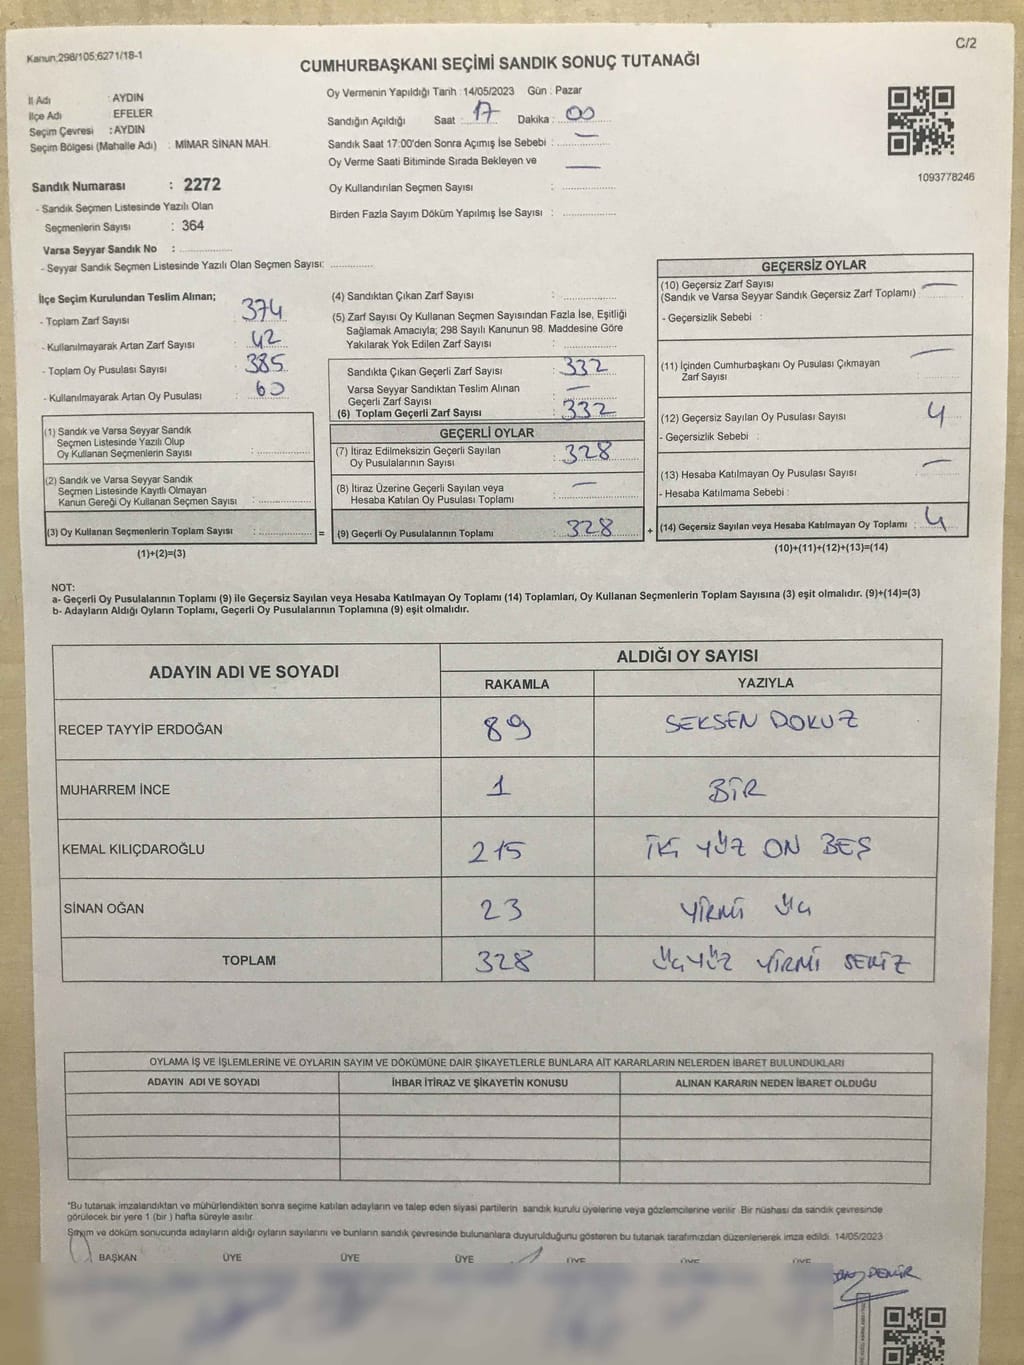 Kanun;298/105;6271/18-1
C/2
CUMHURBAŞKANI SEÇİMİ SANDIK SONUÇ TUTANAĞI
İl Adı : AYDIN
İlçe Adı EFELER
Seçim Çevresi : AYDIN
Seçim Bölgesi (Mahalle Adı) : MİMAR SİNAN MAH.
Oy Vermenin Yapıldığı Tarih : 14/05/2023 Gün : Pazar
Sandığın Açıldığı Saat : 17 Dakika : 00
Sandık Saat 17:00'den Sonra Açımış İse Sebebi : —
Oy Verme Saati Bitiminde Sırada Bekleyen ve —
Oy Kullandırılan Seçmen Sayısı :
Birden Fazla Sayım Döküm Yapılmış İse Sayısı :
1093778246
Sandık Numarası : 2272
- Sandık Seçmen Listesinde Yazılı Olan
Seçmenlerin Sayısı : 364
Varsa Seyyar Sandık No :
- Seyyar Sandık Seçmen Listesinde Yazılı Olan Seçmen Sayısı:
İlçe Seçim Kurulundan Teslim Alınan;
- Toplam Zarf Sayısı : 374
- Kullanılmayarak Artan Zarf Sayısı : 42
- Toplam Oy Pusulası Sayısı : 385
- Kullanılmayarak Artan Oy Pusulası : 60
(1) Sandık ve Varsa Seyyar Sandık
Seçmen Listesinde Yazılı Olup
Oy Kullanan Seçmenlerin Sayısı :
(2) Sandık ve Varsa Seyyar Sandık
Seçmen Listesinde Kayıtlı Olmayan
Kanun Gereği Oy Kullanan Seçmen Sayısı :
(3) Oy Kullanan Seçmenlerin Toplam Sayısı : =
(1)+(2)=(3)
(4) Sandıktan Çıkan Zarf Sayısı :
(5) Zarf Sayısı Oy Kullanan Seçmen Sayısından Fazla İse, Eşitliği
Sağlamak Amacıyla; 298 Sayılı Kanunun 98. Maddesine Göre
Yakılarak Yok Edilen Zarf Sayısı :
Sandıkta Çıkan Geçerli Zarf Sayısı : 332
Varsa Seyyar Sandıktan Teslim Alınan —
Geçerli Zarf Sayısı :
(6) Toplam Geçerli Zarf Sayısı : 332
GEÇERLİ OYLAR
(7) İtiraz Edilmeksizin Geçerli Sayılan
Oy Pusulalarının Sayısı : 328
(8) İtiraz Üzerine Geçerli Sayılan veya —
Hesaba Katılan Oy Pusulası Toplamı :
(9) Geçerli Oy Pusulalarının Toplamı : 328 +
GEÇERSİZ OYLAR
(10) Geçersiz Zarf Sayısı —
(Sandık ve Varsa Seyyar Sandık Geçersiz Zarf Toplamı) :
- Geçersizlik Sebebi :
(11) İçinden Cumhurbaşkanı Oy Pusulası Çıkmayan —
Zarf Sayısı :
(12) Geçersiz Sayılan Oy Pusulası Sayısı : 4
- Geçersizlik Sebebi :
(13) Hesaba Katılmayan Oy Pusulası Sayısı : —
- Hesaba Katılmama Sebebi :
(14) Geçersiz Sayılan veya Hesaba Katılmayan Oy Toplamı : 4
(10)+(11)+(12)+(13)=(14)
NOT:
a- Geçerli Oy Pusulalarının Toplamı (9) ile Geçersiz Sayılan veya Hesaba Katılmayan Oy Toplamı (14) Toplamları, Oy Kullanan Seçmenlerin Toplam Sayısına (3) eşit olmalıdır. (9)+(14)=(3)
b- Adayların Aldığı Oyların Toplamı, Geçerli Oy Pusulalarının Toplamına (9) eşit olmalıdır.
ADAYIN ADI VE SOYADI ALDIĞI OY SAYISI
RAKAMLA YAZIYLA
RECEP TAYYİP ERDOĞAN 89 SEKSEN DOKUZ
MUHARREM İNCE 1 BİR
KEMAL KILIÇDAROĞLU 215 İKİ YÜZ ON BEŞ
SİNAN OĞAN 23 YİRMİ ÜÇ
TOPLAM 328 ÜÇYÜZ YİRMİ SEKİZ
OYLAMA İŞ VE İŞLEMLERİNE VE OYLARIN SAYIM VE DÖKÜMÜNE DAİR ŞİKAYETLERLE BUNLARA AİT KARARLARIN NELERDEN İBARET BULUNDUKLARI
ADAYIN ADI VE SOYADI İHBAR İTİRAZ VE ŞİKAYETİN KONUSU ALINAN KARARIN NEDEN İBARET OLDUĞU
*Bu tutanak imzalandıktan ve mühürlendikten sonra seçime katılan adayların ve talep eden siyasi partilerin sandık kurulu üyelerine veya gözlemcilerine verilir. Bir nüshası da sandık çevresinde
görülecek bir yere 1 (bir ) hafta süreyle asılır.
Sayım ve döküm sonucunda adayların aldığı oyların sayılarını ve bunların sandık çevresinde bulunanlara duyurulduğunu gösteren bu tutanak tarafımızdan düzenlenerek imza edildi. 14/05/2023
BAŞKAN ÜYE ÜYE ÜYE ÜYE ÜYE ÜYE
DEMİR